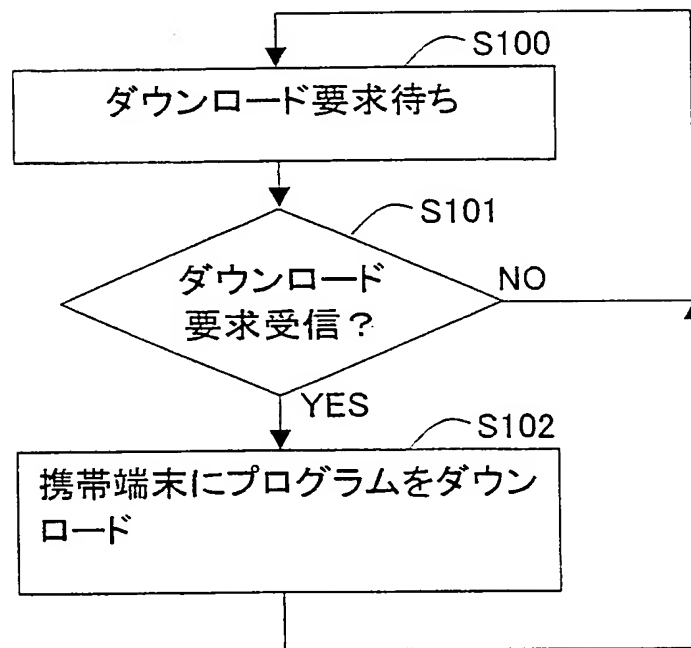 S100
ダウンロード要求待ち
S101
ダウンロード
要求受信?
NO
YES
S102
携帯端末にプログラムをダウン
ロード